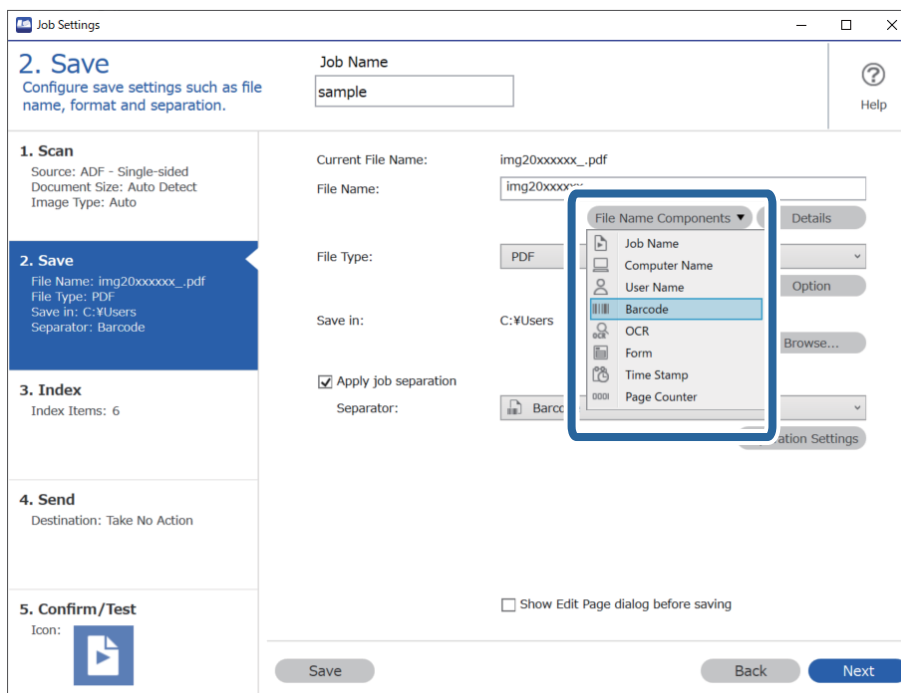 Job Settings
2. Save
Configure save settings such as file
name, format and separation.
Job Name
sample
Help
1. Scan
Source: ADF - Single-sided
Document Size: Auto Detect
Image Type: Auto
2. Save
File Name: img20xxxxxx_.pdf
File Type: PDF
Save in: C:¥Users
Separator: Barcode
3. Index
Index Items: 6
4. Send
Destination: Take No Action
5. Confirm/Test
Icon:
Current File Name: img20xxxxxx_.pdf
File Name: img20xxxxxx
File Name Components ▼ Details
Job Name
Computer Name
User Name
Barcode
OCR
Form
Time Stamp
Page Counter
File Type: PDF
Option
Save in: C:¥Users
Browse...
Apply job separation
Separator:
Settings
Show Edit Page dialog before saving
Save Back Next